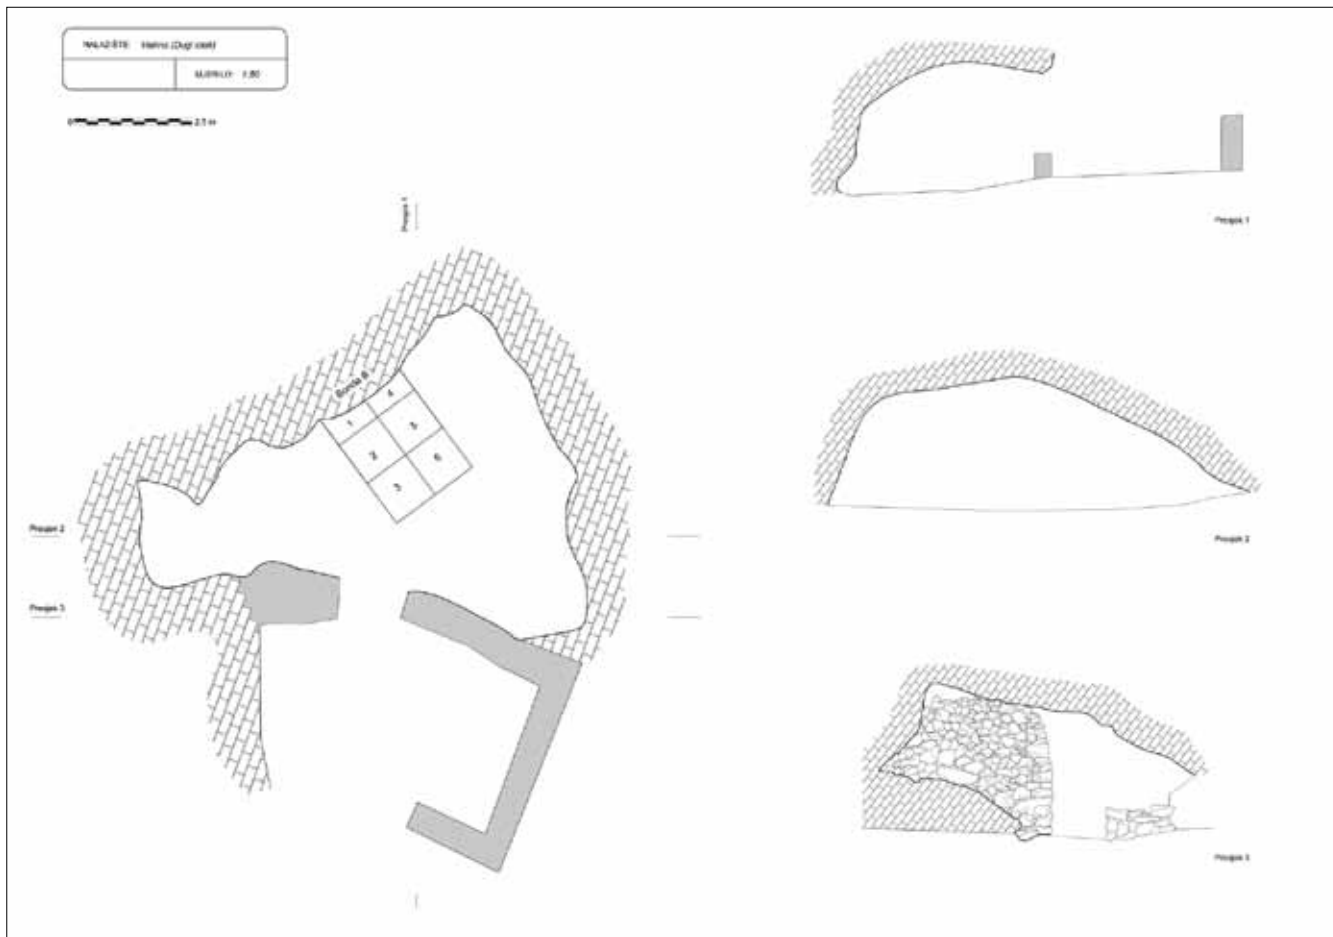 NALAZIŠTE: Vlakno (Dugi otok)
MJERILO: 1:50
0 2.5 m
Presjek 1
Presjek 1
Sonda B
4
1
5
2
6
3
Presjek 2
Presjek 2
Presjek 3
Presjek 3